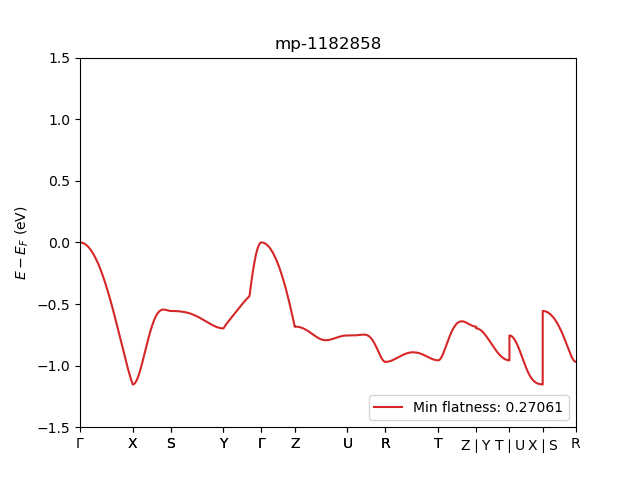 mp-1182858
E − E_F (eV)
1.5
1.0
0.5
0.0
−0.5
−1.0
−1.5
Min flatness: 0.27061
Γ X S Y Γ Z U R T Z|Y T|U X|S R